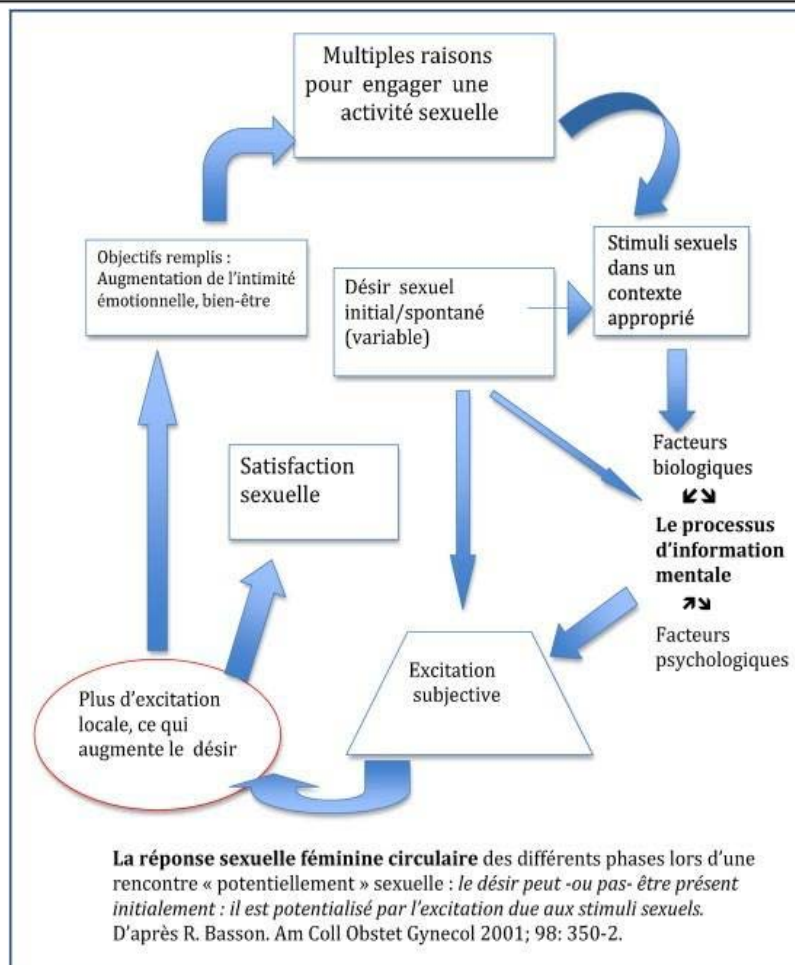 Multiples raisons
pour engager une
activité sexuelle
Objectifs remplis :
Augmentation de l'intimité
émotionnelle, bien-être
Désir sexuel
initial/spontané
(variable)
Stimuli sexuels
dans un
contexte
approprié
Satisfaction
sexuelle
Facteurs
biologiques
Le processus
d'information
mentale
Facteurs
psychologiques
Excitation
subjective
Plus d'excitation
locale, ce qui
augmente le désir
La réponse sexuelle féminine circulaire des différents phases lors d'une
rencontre « potentiellement » sexuelle : le désir peut -ou pas- être présent
initialement : il est potentialisé par l'excitation due aux stimuli sexuels.
D'après R. Basson. Am Coll Obstet Gynecol 2001; 98: 350-2.